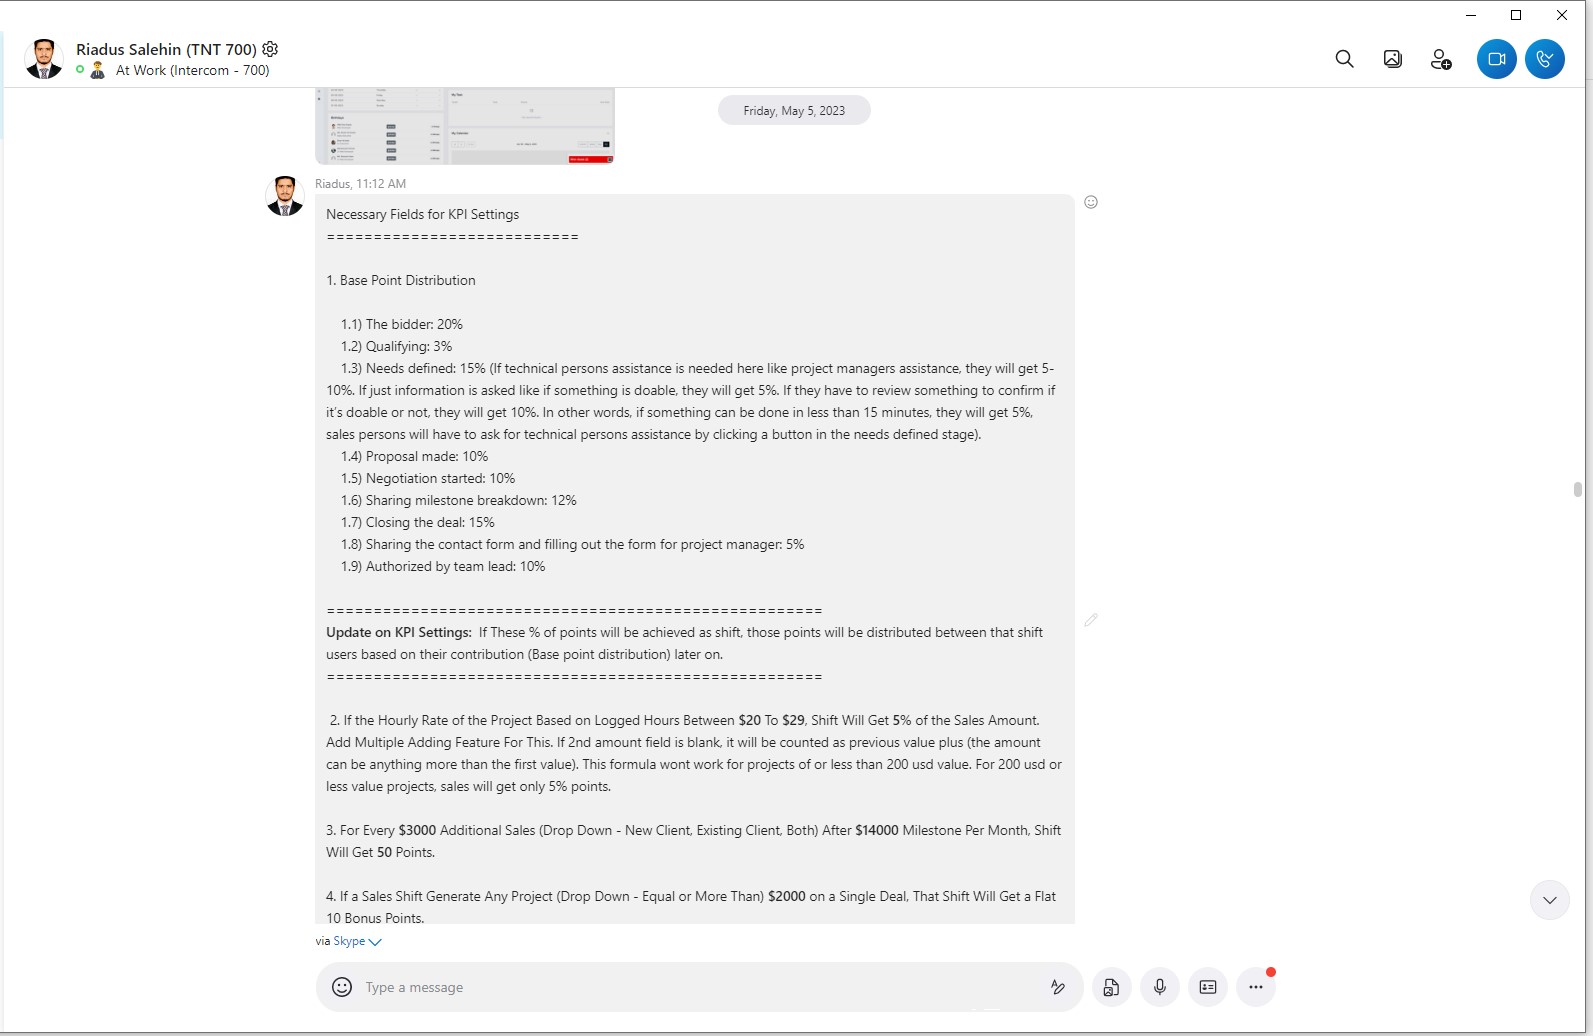 Riadus Salehin (TNT 700)
At Work (Intercom - 700)
Friday, May 5, 2023
Riadus, 11:12 AM
Necessary Fields for KPI Settings
===========================
1. Base Point Distribution
1.1) The bidder: 20%
1.2) Qualifying: 3%
1.3) Needs defined: 15% (If technical persons assistance is needed here like project managers assistance, they will get 5-
10%. If just information is asked like if something is doable, they will get 5%. If they have to review something to confirm if
it's doable or not, they will get 10%. In other words, if something can be done in less than 15 minutes, they will get 5%,
sales persons will have to ask for technical persons assistance by clicking a button in the needs defined stage).
1.4) Proposal made: 10%
1.5) Negotiation started: 10%
1.6) Sharing milestone breakdown: 12%
1.7) Closing the deal: 15%
1.8) Sharing the contact form and filling out the form for project manager: 5%
1.9) Authorized by team lead: 10%
=====================================================
Update on KPI Settings: If These % of points will be achieved as shift, those points will be distributed between that shift
users based on their contribution (Base point distribution) later on.
=====================================================
2. If the Hourly Rate of the Project Based on Logged Hours Between $20 To $29, Shift Will Get 5% of the Sales Amount.
Add Multiple Adding Feature For This. If 2nd amount field is blank, it will be counted as previous value plus (the amount
can be anything more than the first value). This formula wont work for projects of or less than 200 usd value. For 200 usd or
less value projects, sales will get only 5% points.
3. For Every $3000 Additional Sales (Drop Down - New Client, Existing Client, Both) After $14000 Milestone Per Month, Shift
Will Get 50 Points.
4. If a Sales Shift Generate Any Project (Drop Down - Equal or More Than) $2000 on a Single Deal, That Shift Will Get a Flat
10 Bonus Points.
via Skype
Type a message